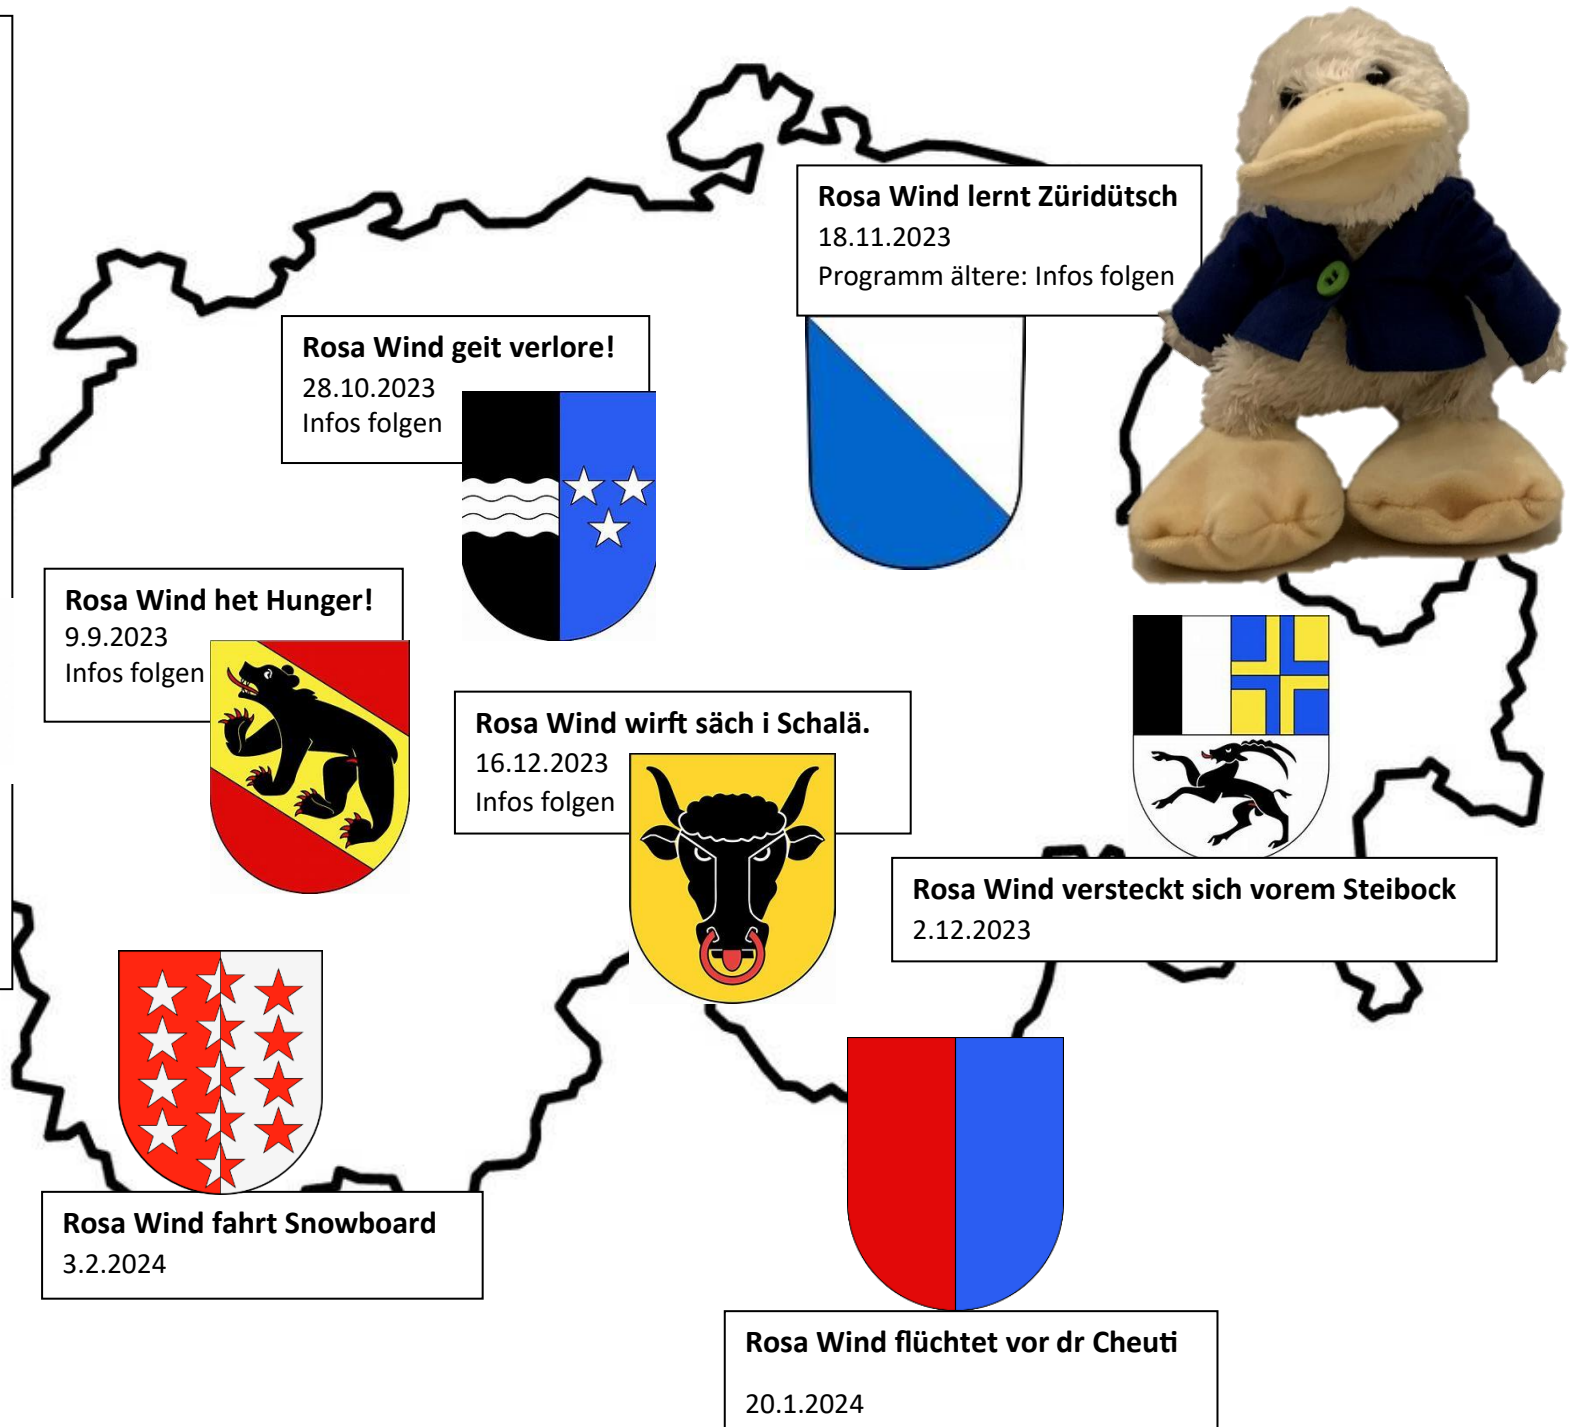 Rosa Wind lernt Züridütsch
18.11.2023
Programm ältere: Infos folgen
Rosa Wind geit verlore!
28.10.2023
Infos folgen
Rosa Wind het Hunger!
9.9.2023
Infos folgen
Rosa Wind wirft säch i Schalä.
16.12.2023
Infos folgen
Rosa Wind versteckt sich vorem Steibock
2.12.2023
Rosa Wind fahrt Snowboard
3.2.2024
Rosa Wind flüchtet vor dr Cheuti
20.1.2024